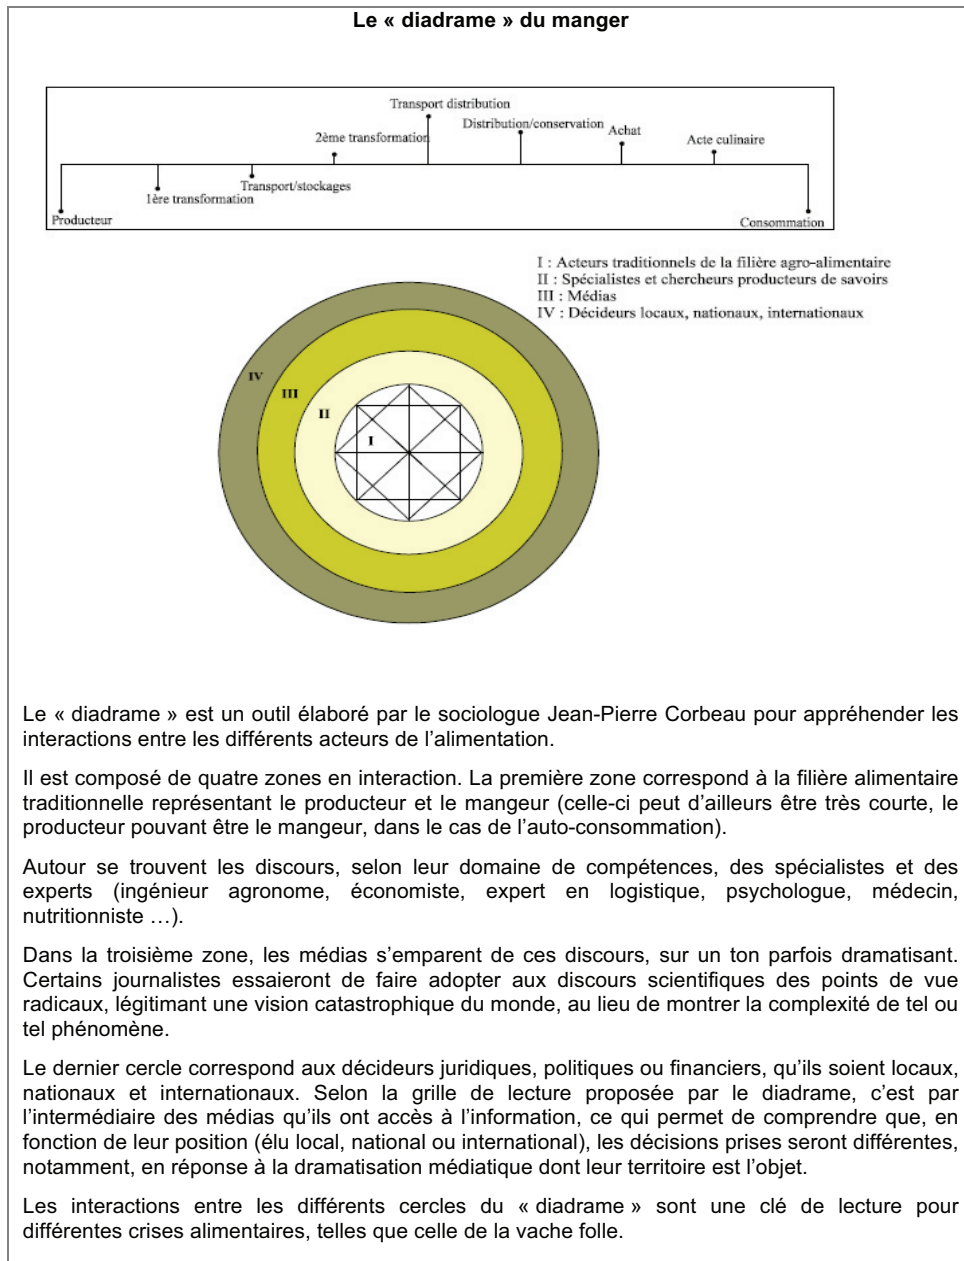 Le « diadrame » du manger
Transport distribution
2ème transformation
Distribution/conservation
Achat
Acte culinaire
1ère transformation
Transport/stockages
Producteur
Consommation
I : Acteurs traditionnels de la filière agro-alimentaire
II : Spécialistes et chercheurs producteurs de savoirs
III : Médias
IV : Décideurs locaux, nationaux, internationaux
IV
III
II
I
Le « diadrame » est un outil élaboré par le sociologue Jean-Pierre Corbeau pour appréhender les
interactions entre les différents acteurs de l’alimentation.
Il est composé de quatre zones en interaction. La première zone correspond à la filière alimentaire
traditionnelle représentant le producteur et le mangeur (celle-ci peut d’ailleurs être très courte, le
producteur pouvant être le mangeur, dans le cas de l’auto-consommation).
Autour se trouvent les discours, selon leur domaine de compétences, des spécialistes et des
experts (ingénieur agronome, économiste, expert en logistique, psychologue, médecin,
nutritionniste …).
Dans la troisième zone, les médias s’emparent de ces discours, sur un ton parfois dramatisant.
Certains journalistes essaieront de faire adopter aux discours scientifiques des points de vue
radicaux, légitimant une vision catastrophique du monde, au lieu de montrer la complexité de tel ou
tel phénomène.
Le dernier cercle correspond aux décideurs juridiques, politiques ou financiers, qu’ils soient locaux,
nationaux et internationaux. Selon la grille de lecture proposée par le diadrame, c’est par
l’intermédiaire des médias qu’ils ont accès à l’information, ce qui permet de comprendre que, en
fonction de leur position (élu local, national ou international), les décisions prises seront différentes,
notamment, en réponse à la dramatisation médiatique dont leur territoire est l’objet.
Les interactions entre les différents cercles du « diadrame » sont une clé de lecture pour
différentes crises alimentaires, telles que celle de la vache folle.